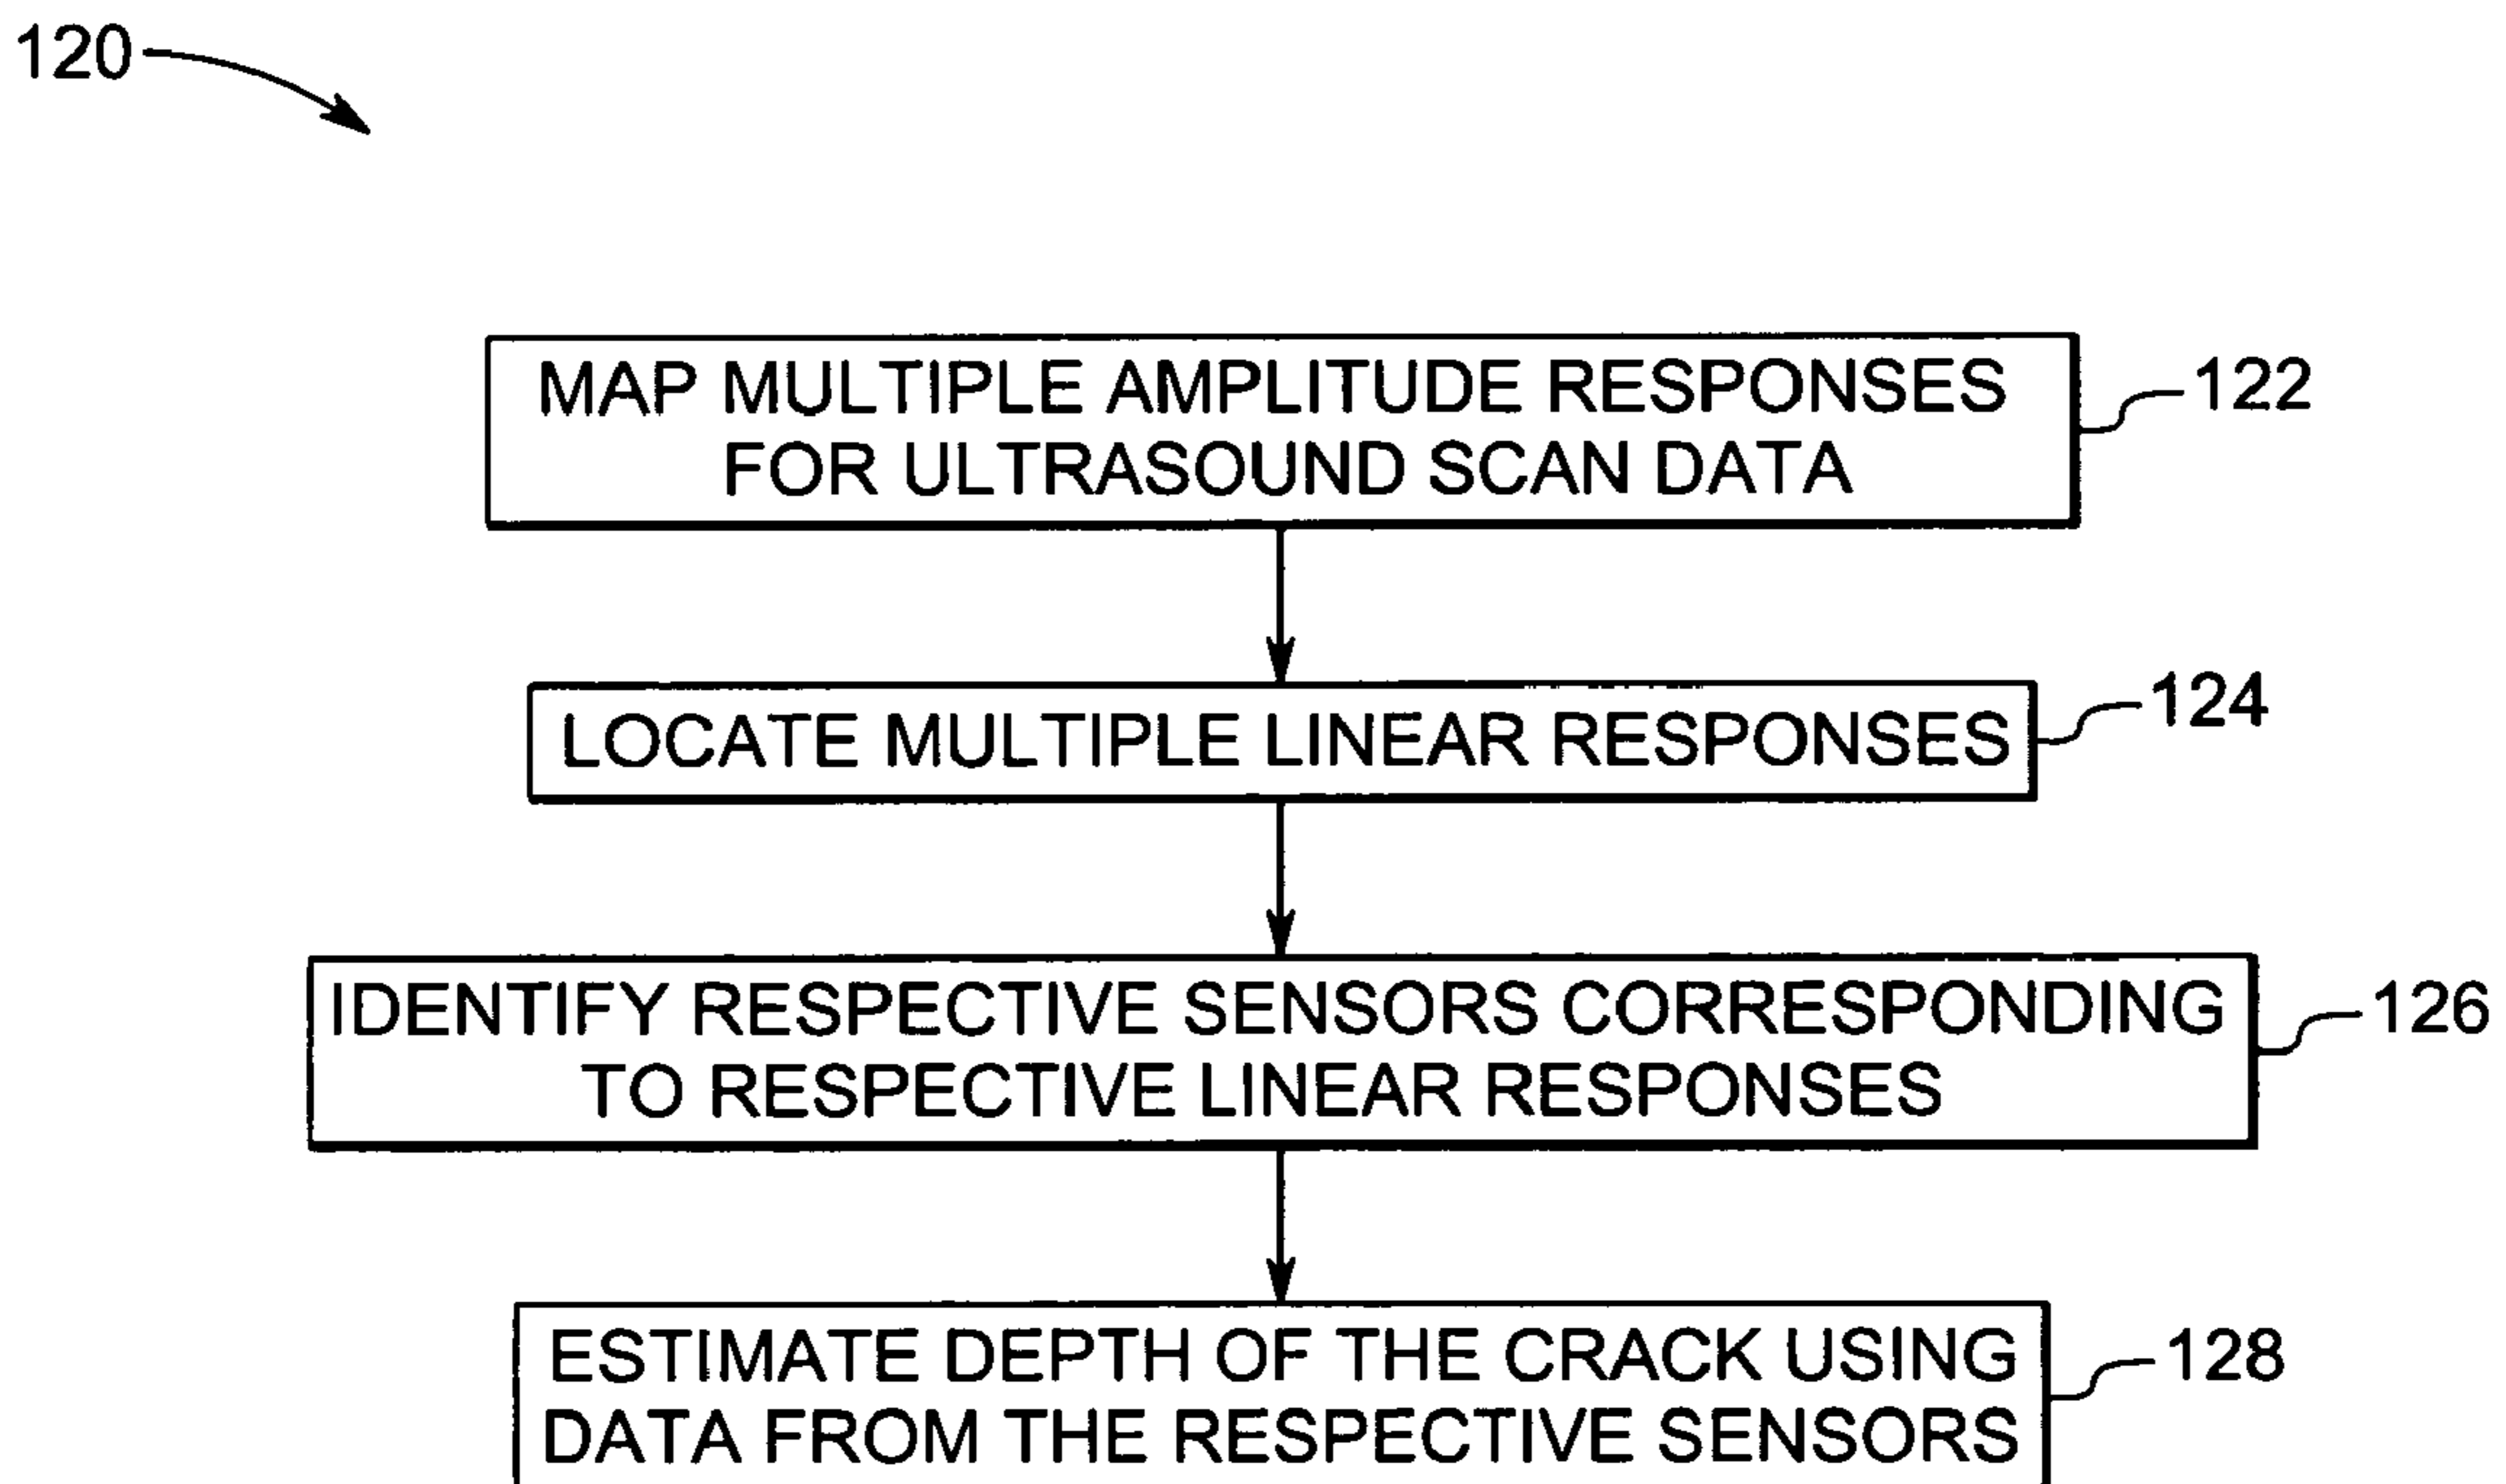 120
MAP MULTIPLE AMPLITUDE RESPONSES
FOR ULTRASOUND SCAN DATA
122
LOCATE MULTIPLE LINEAR RESPONSES
124
IDENTIFY RESPECTIVE SENSORS CORRESPONDING
TO RESPECTIVE LINEAR RESPONSES
126
ESTIMATE DEPTH OF THE CRACK USING
DATA FROM THE RESPECTIVE SENSORS
128